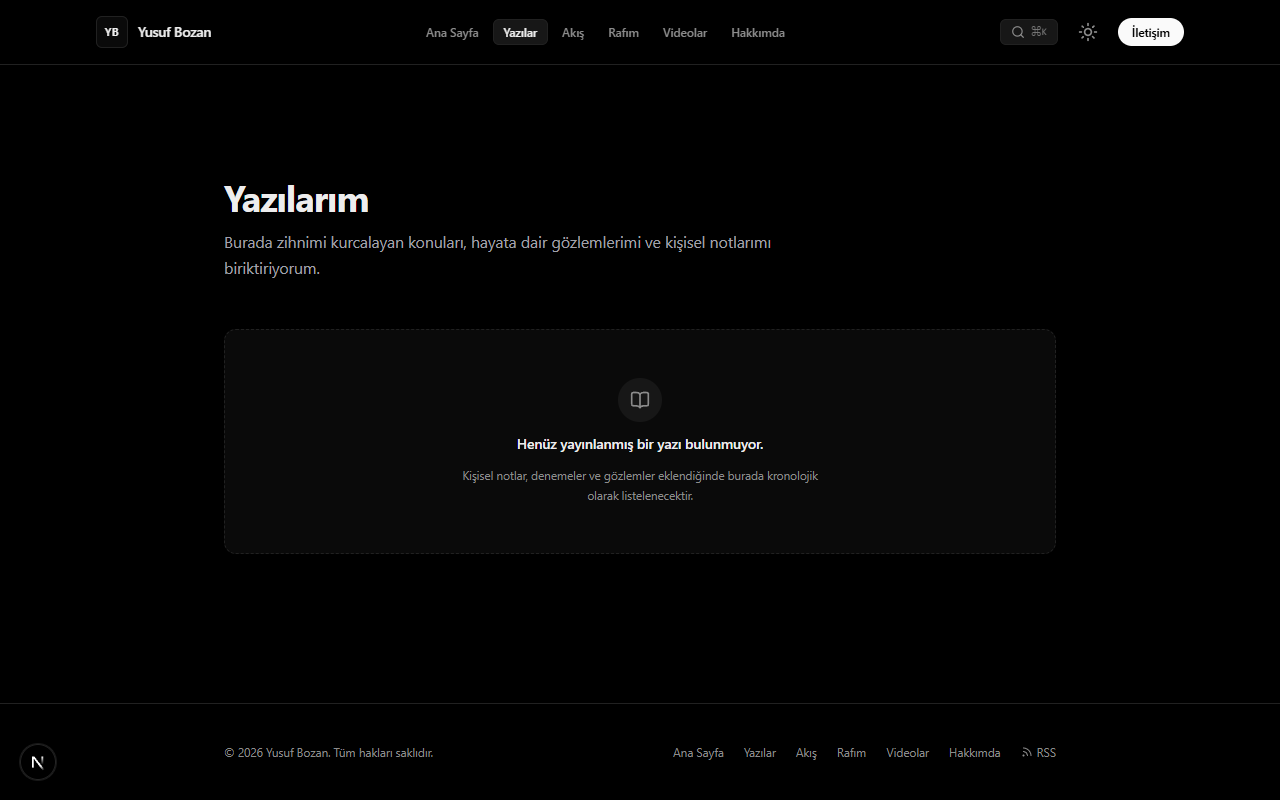 YB
Yusuf Bozan
Ana Sayfa
Yazılar
Akış
Rafım
Videolar
Hakkımda
⌘K
İletişim
Yazılarım
Burada zihnimi kurcalayan konuları, hayata dair gözlemlerimi ve kişisel notlarımı
biriktiriyorum.
Henüz yayınlanmış bir yazı bulunmuyor.
Kişisel notlar, denemeler ve gözlemler eklendiğinde burada kronolojik
olarak listelenecektir.
© 2026 Yusuf Bozan. Tüm hakları saklıdır.
Ana Sayfa
Yazılar
Akış
Rafım
Videolar
Hakkımda
RSS
N